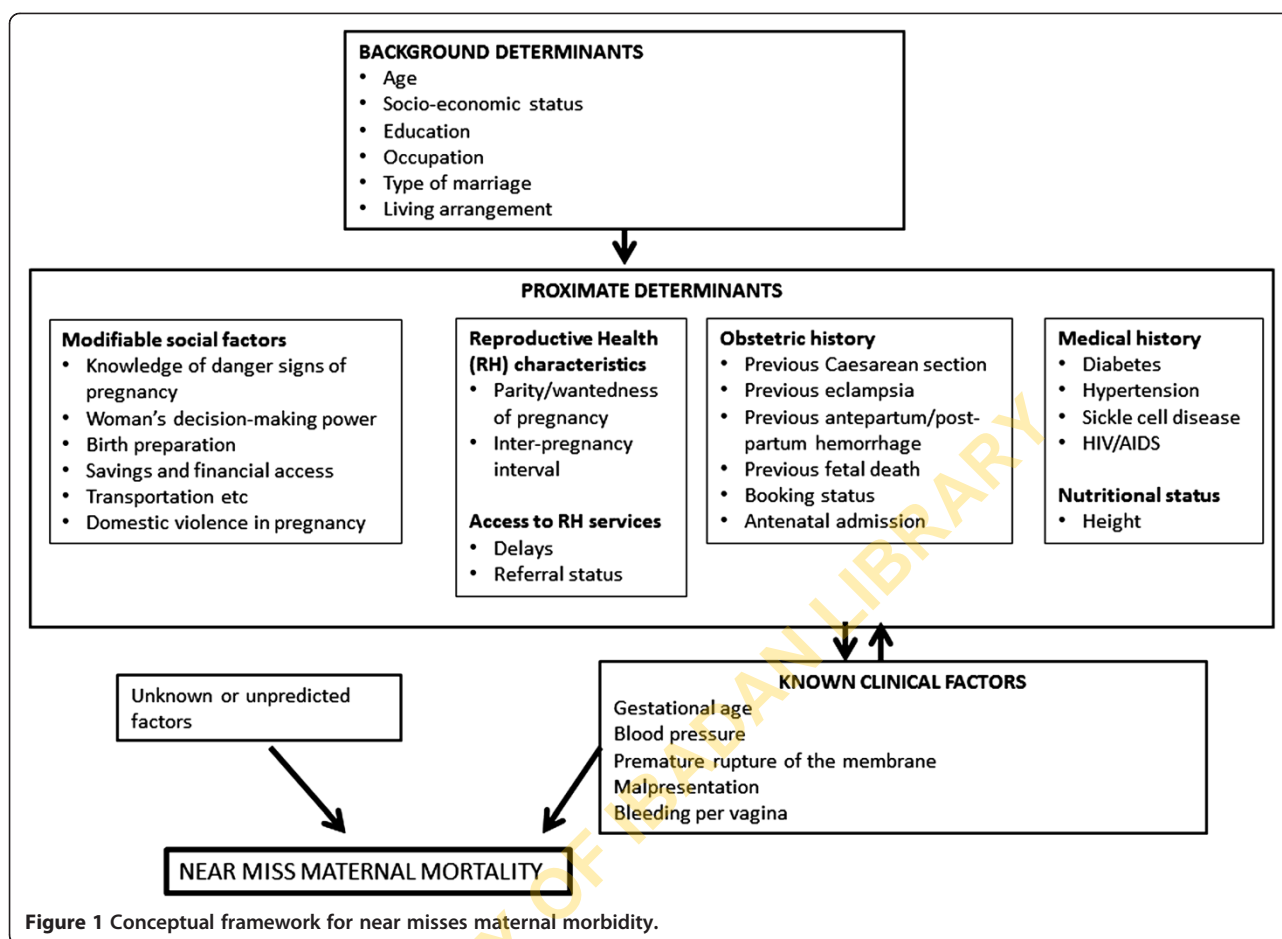 BACKGROUND DETERMINANTS
• Age
• Socio-economic status
• Education
• Occupation
• Type of marriage
• Living arrangement
PROXIMATE DETERMINANTS
Modifiable social factors
• Knowledge of danger signs of
pregnancy
• Woman's decision-making power
• Birth preparation
• Savings and financial access
• Transportation etc
• Domestic violence in pregnancy
Reproductive Health
(RH) characteristics
• Parity/wantedness
of pregnancy
• Inter-pregnancy
interval
Access to RH services
• Delays
• Referral status
Obstetric history
• Previous Caesarean section
• Previous eclampsia
• Previous antepartum/post-
partum hemorrhage
• Previous fetal death
• Booking status
• Antenatal admission
Medical history
• Diabetes
• Hypertension
• Sickle cell disease
• HIV/AIDS
Nutritional status
• Height
Unknown or unpredicted
factors
KNOWN CLINICAL FACTORS
Gestational age
Blood pressure
Premature rupture of the membrane
Malpresentation
Bleeding per vagina
NEAR MISS MATERNAL MORTALITY
Figure 1 Conceptual framework for near misses maternal morbidity.
Y OF IBADAN LIBRARY